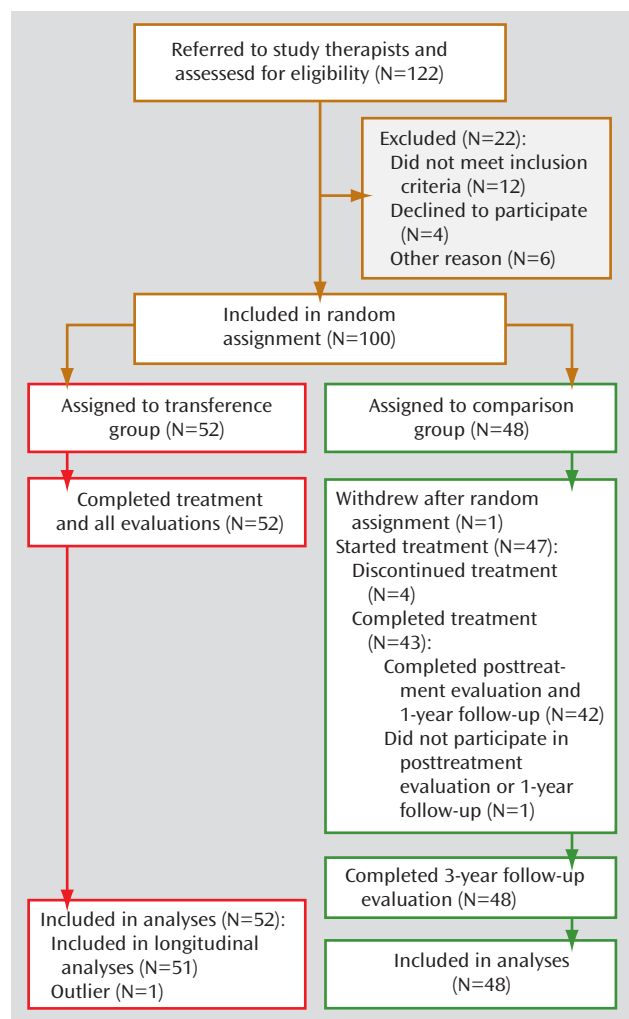 Referred to study therapists and
assessesd for eligibility (N=122)
Excluded (N=22):
Did not meet inclusion
criteria (N=12)
Declined to participate
(N=4)
Other reason (N=6)
Included in random
assignment (N=100)
Assigned to transference
group (N=52)
Assigned to comparison
group (N=48)
Completed treatment
and all evaluations (N=52)
Withdrew after random
assignment (N=1)
Started treatment (N=47):
Discontinued treatment
(N=4)
Completed treatment
(N=43):
Completed posttreat-
ment evaluation and
1-year follow-up (N=42)
Did not participate in
posttreatment
evaluation or 1-year
follow-up (N=1)
Completed 3-year follow-up
evaluation (N=48)
Included in analyses (N=52):
Included in longitudinal
analyses (N=51)
Outlier (N=1)
Included in analyses
(N=48)